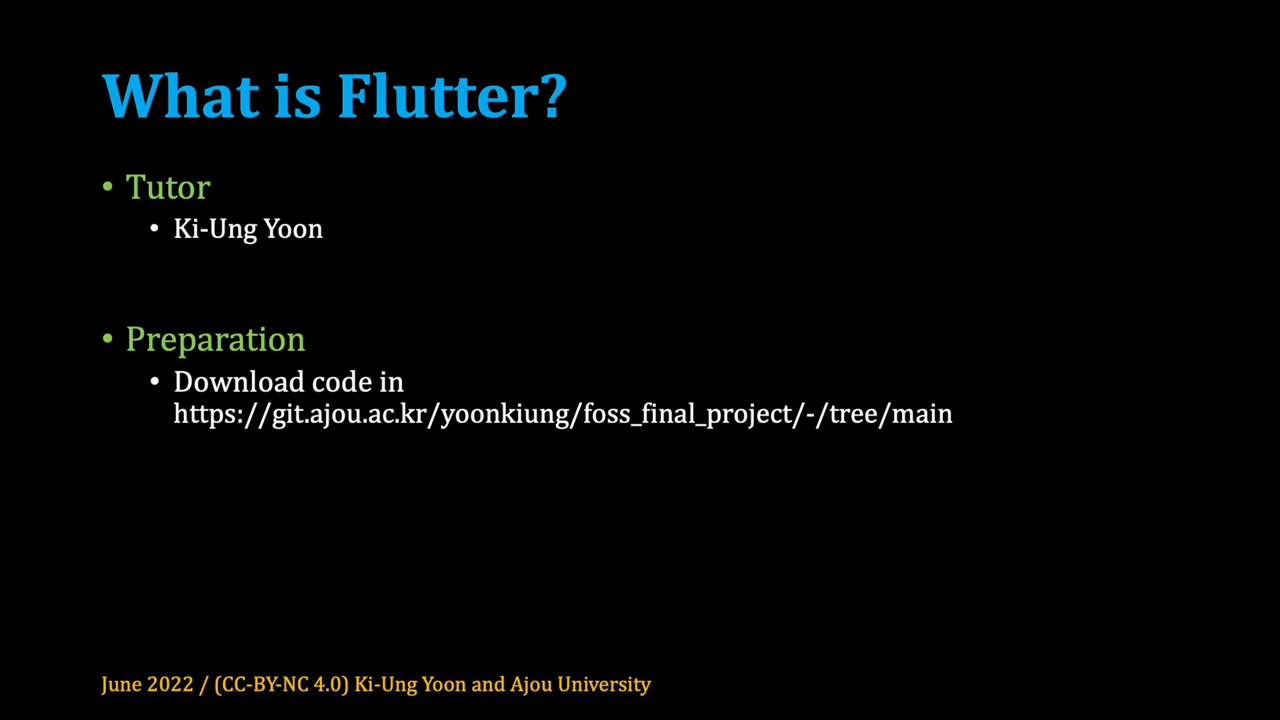 What is Flutter?
• Tutor
• Ki-Ung Yoon
• Preparation
• Download code in
https://git.ajou.ac.kr/yoonkiung/foss_final_project/-/tree/main
June 2022 / (CC-BY-NC 4.0) Ki-Ung Yoon and Ajou University